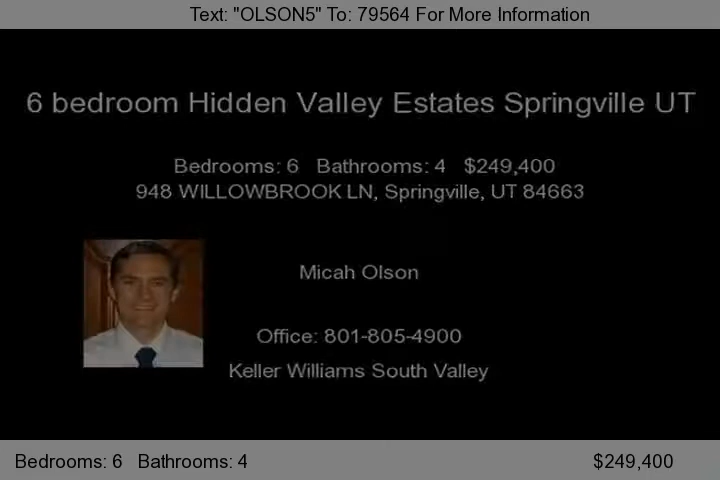 Text: "OLSON5" To: 79564 For More Information
6 bedroom Hidden Valley Estates Springville UT
Bedrooms: 6 Bathrooms: 4 $249,400
948 WILLOWBROOK LN, Springville, UT 84663
Micah Olson
Office: 801-805-4900
Keller Williams South Valley
Bedrooms: 6 Bathrooms: 4 $249,400